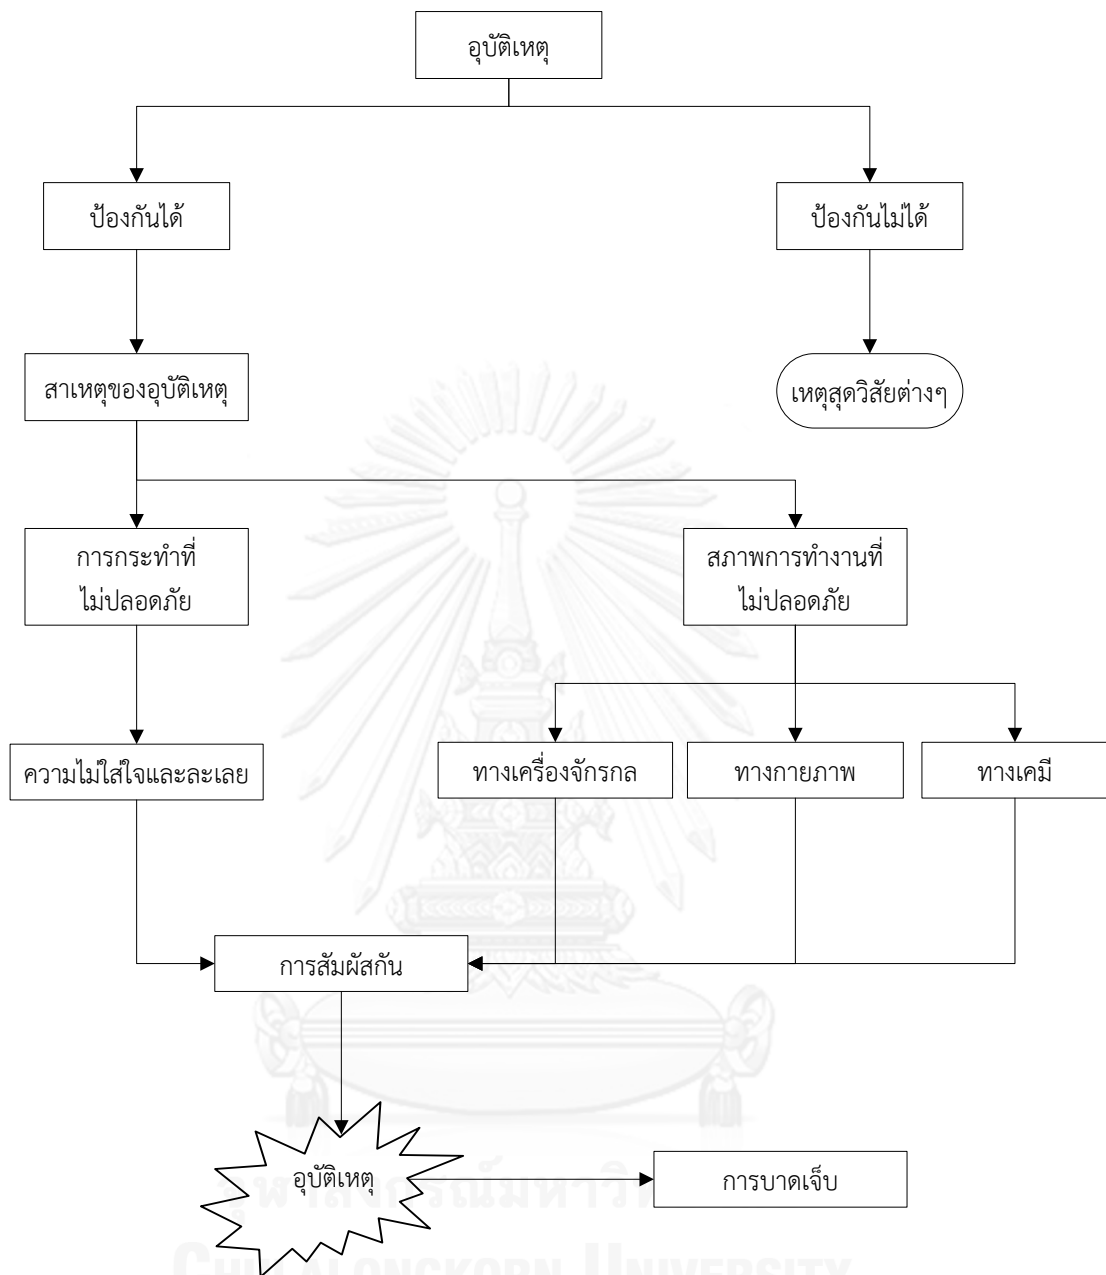 อุบัติเหตุ
ป้องกันได้
ป้องกันไม่ได้
สาเหตุของอุบัติเหตุ
เหตุสุดวิสัยต่างๆ
การกระทำที่
ไม่ปลอดภัย
สภาพการทำงานที่
ไม่ปลอดภัย
ความไม่ใส่ใจและละเลย
ทางเครื่องจักรกล
ทางกายภาพ
ทางเคมี
การสัมผัสกัน
อุบัติเหตุ
การบาดเจ็บ
CHULALONGKORN UNIVERSITY